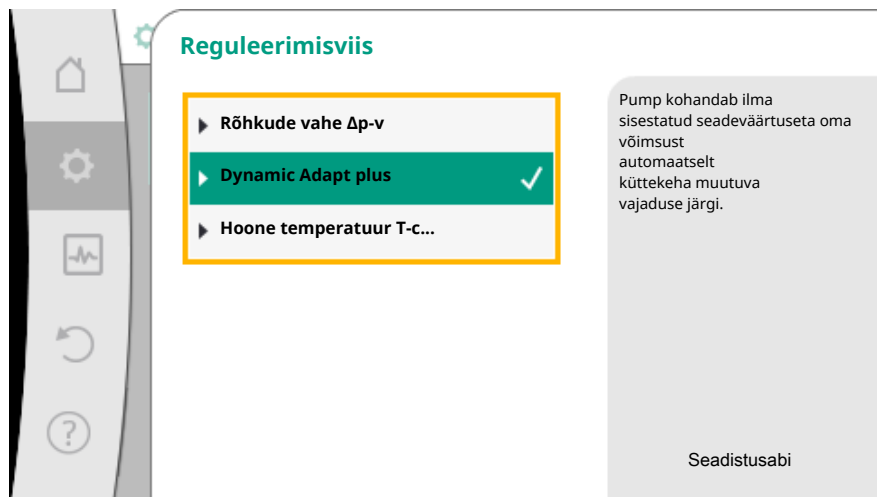 Reguleerimisviis
Rõhkude vahe Δp-v
Dynamic Adapt plus
Hoone temperatuur T-c...
Pump kohandab ilma
sisestatud seadeväärtuseta oma
võimsust
automaatselt
küttekeha muutuva
vajaduse järgi.
Seadistusabi